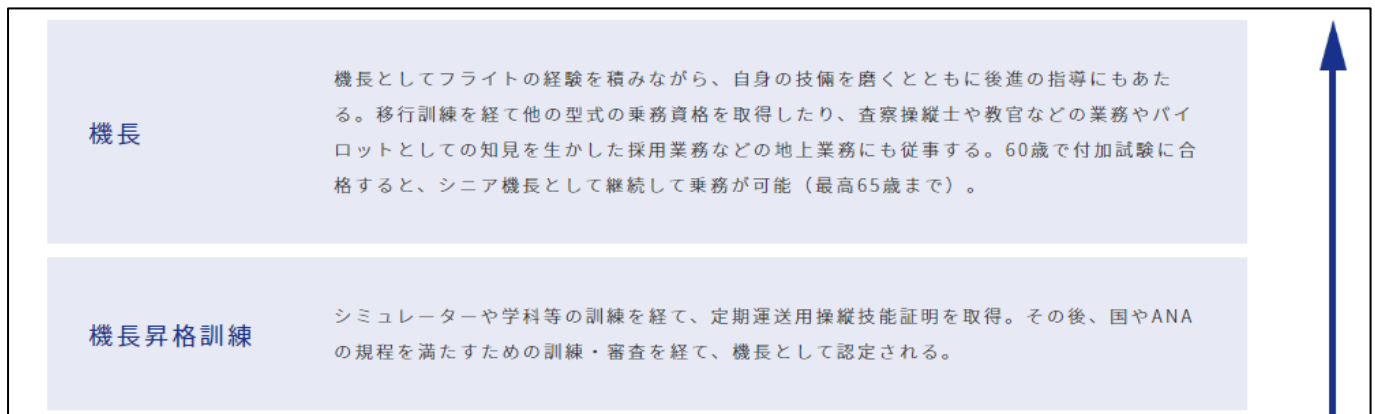 機長
機長としてフライトの経験を積みながら、自身の技倆を磨くとともに後進の指導にもあた
る。移行訓練を経て他の型式の乗務資格を取得したり、査察操縦士や教官などの業務やパイ
ロットとしての知見を生かした採用業務などの地上業務にも従事する。60歳で付加試験に合
格すると、シニア機長として継続して乗務が可能（最高65歳まで）。
機長昇格訓練
シミュレーターや学科等の訓練を経て、定期運送用操縦技能証明を取得。その後、国やANA
の規程を満たすための訓練・審査を経て、機長として認定される。